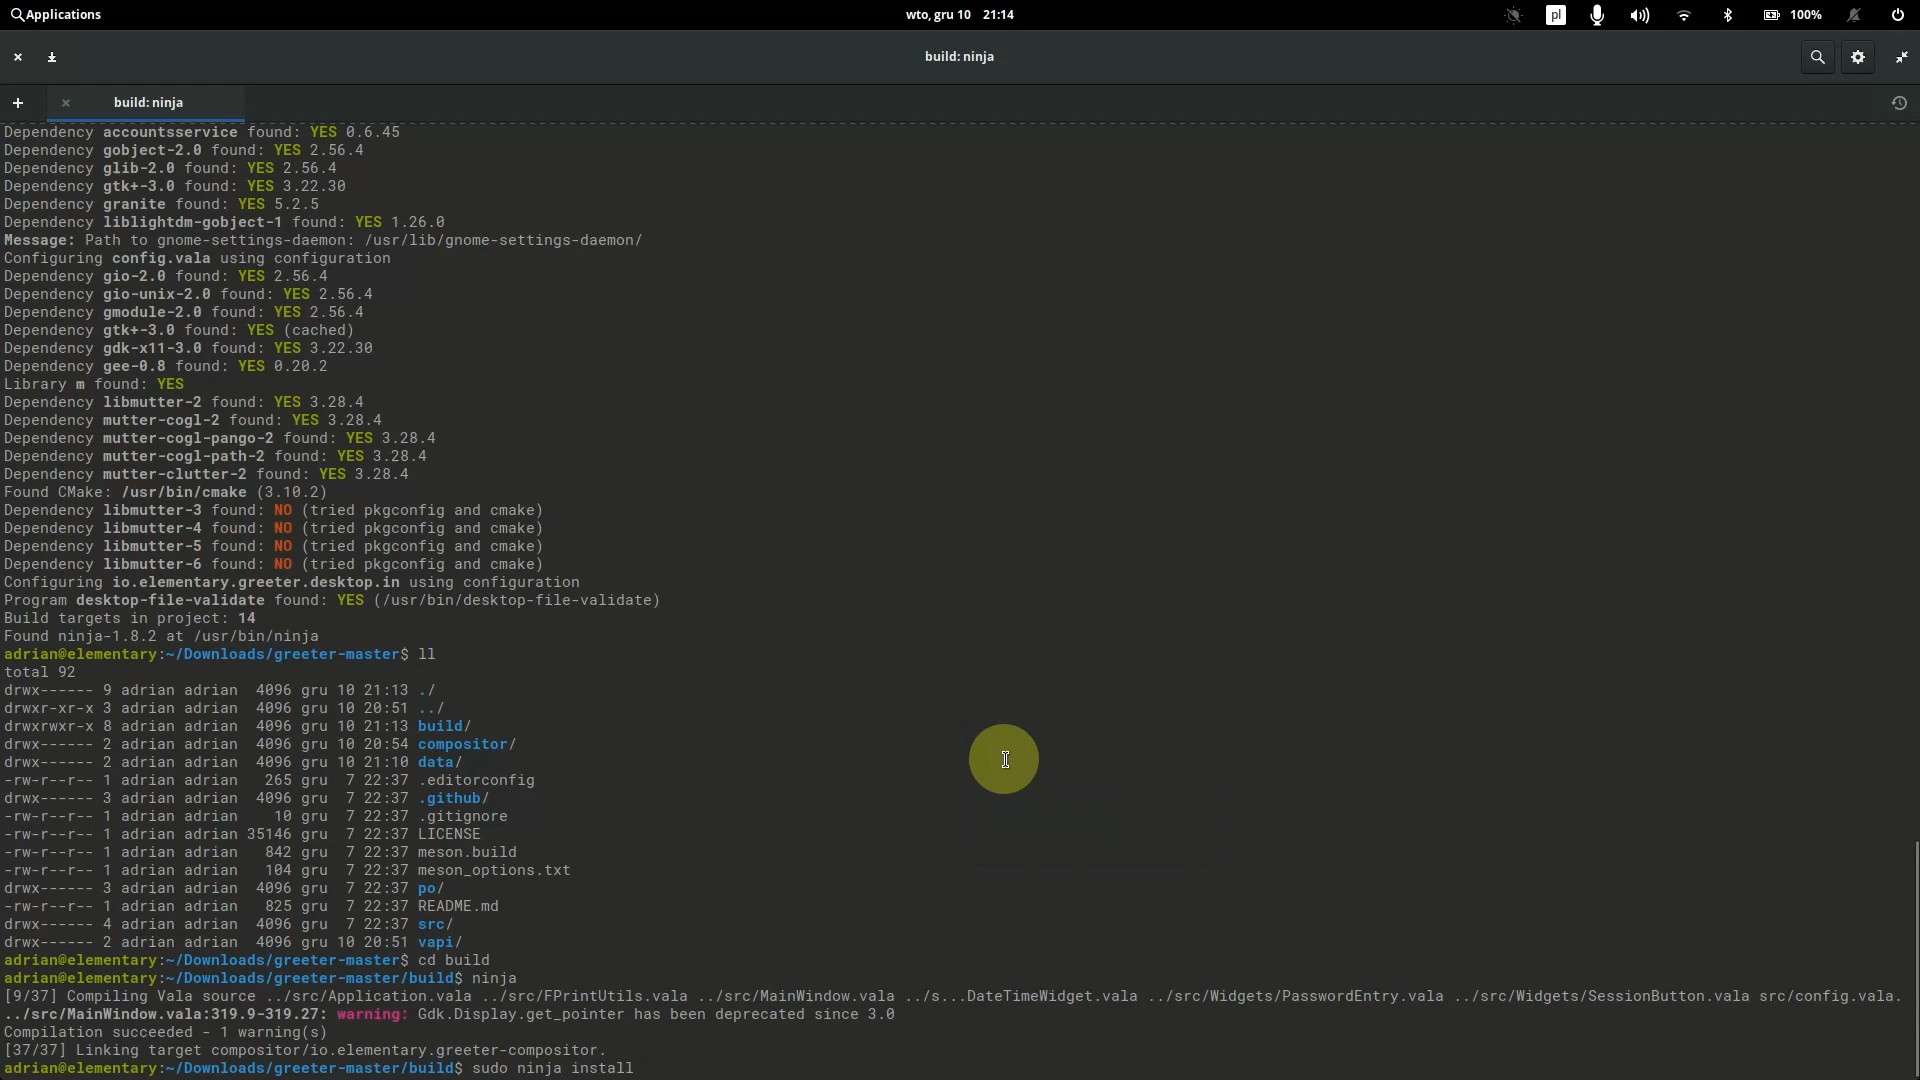 Applications
wto, gru 10 21:14
pl
100%
build: ninja
build: ninja
Dependency accountsservice found: YES 0.6.45
Dependency gobject-2.0 found: YES 2.56.4
Dependency glib-2.0 found: YES 2.56.4
Dependency gtk+-3.0 found: YES 3.22.30
Dependency granite found: YES 5.2.5
Dependency liblightdm-gobject-1 found: YES 1.26.0
Message: Path to gnome-settings-daemon: /usr/lib/gnome-settings-daemon/
Configuring config.vala using configuration
Dependency gio-2.0 found: YES 2.56.4
Dependency gio-unix-2.0 found: YES 2.56.4
Dependency gmodule-2.0 found: YES 2.56.4
Dependency gtk+-3.0 found: YES (cached)
Dependency gdk-x11-3.0 found: YES 3.22.30
Dependency gee-0.8 found: YES 0.20.2
Library m found: YES
Dependency libmutter-2 found: YES 3.28.4
Dependency mutter-cogl-2 found: YES 3.28.4
Dependency mutter-cogl-pango-2 found: YES 3.28.4
Dependency mutter-cogl-path-2 found: YES 3.28.4
Dependency mutter-clutter-2 found: YES 3.28.4
Found CMake: /usr/bin/cmake (3.10.2)
Dependency libmutter-3 found: NO (tried pkgconfig and cmake)
Dependency libmutter-4 found: NO (tried pkgconfig and cmake)
Dependency libmutter-5 found: NO (tried pkgconfig and cmake)
Dependency libmutter-6 found: NO (tried pkgconfig and cmake)
Configuring io.elementary.greeter.desktop.in using configuration
Program desktop-file-validate found: YES (/usr/bin/desktop-file-validate)
Build targets in project: 14
Found ninja-1.8.2 at /usr/bin/ninja
adrian@elementary:~/Downloads/greeter-master$ ll
total 92
drwx------ 9 adrian adrian  4096 gru 10 21:13 ./
drwxr-xr-x 3 adrian adrian  4096 gru 10 20:51 ../
drwxrwxr-x 8 adrian adrian  4096 gru 10 21:13 build/
drwx------ 2 adrian adrian  4096 gru 10 20:54 compositor/
drwx------ 2 adrian adrian  4096 gru 10 21:10 data/
-rw-r--r-- 1 adrian adrian   265 gru  7 22:37 .editorconfig
drwx------ 3 adrian adrian  4096 gru  7 22:37 .github/
-rw-r--r-- 1 adrian adrian    10 gru  7 22:37 .gitignore
-rw-r--r-- 1 adrian adrian 35146 gru  7 22:37 LICENSE
-rw-r--r-- 1 adrian adrian   842 gru  7 22:37 meson.build
-rw-r--r-- 1 adrian adrian   104 gru  7 22:37 meson_options.txt
drwx------ 3 adrian adrian  4096 gru  7 22:37 po/
-rw-r--r-- 1 adrian adrian   825 gru  7 22:37 README.md
drwx------ 4 adrian adrian  4096 gru  7 22:37 src/
drwx------ 2 adrian adrian  4096 gru 10 20:51 vapi/
adrian@elementary:~/Downloads/greeter-master$ cd build
adrian@elementary:~/Downloads/greeter-master/build$ ninja
[9/37] Compiling Vala source ../src/Application.vala ../src/FPrintUtils.vala ../src/MainWindow.vala ../s...DateTimeWidget.vala ../src/Widgets/PasswordEntry.vala ../src/Widgets/SessionButton.vala src/config.vala.
../src/MainWindow.vala:319.9-319.27: warning: Gdk.Display.get_pointer has been deprecated since 3.0
Compilation succeeded - 1 warning(s)
[37/37] Linking target compositor/io.elementary.greeter-compositor.
adrian@elementary:~/Downloads/greeter-master/build$ sudo ninja install